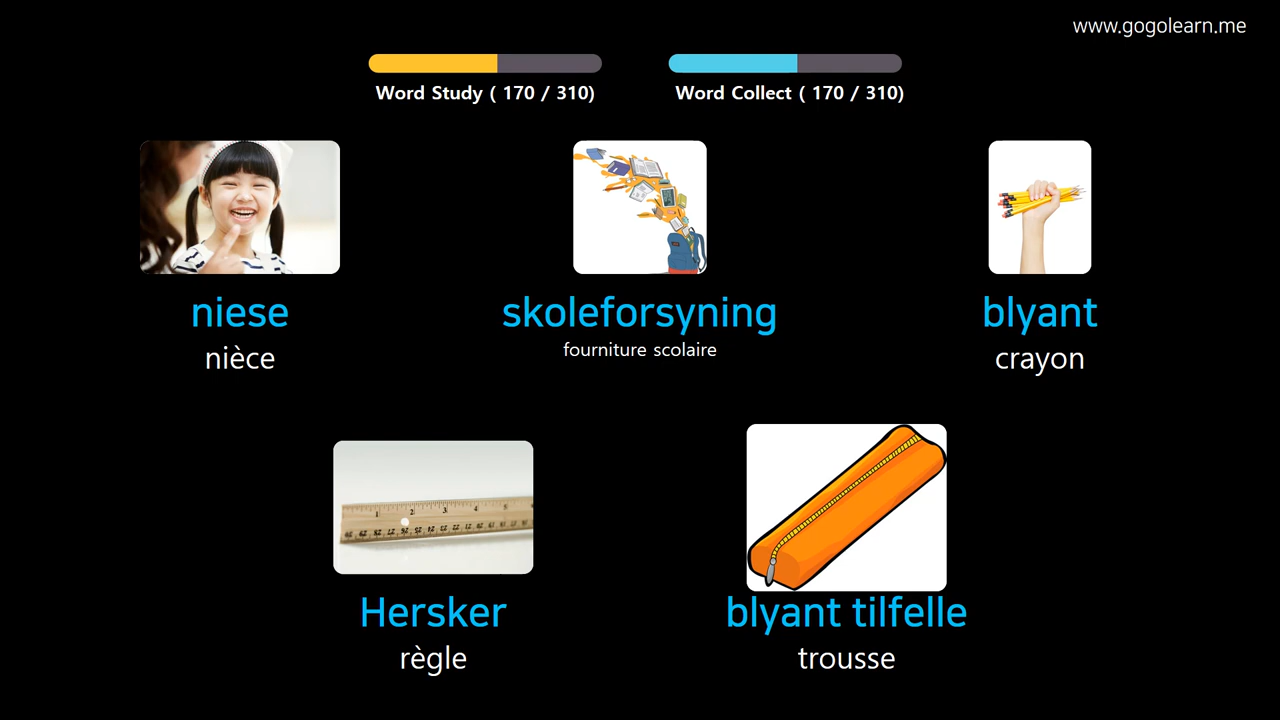 www.gogolearn.me
Word Study ( 170 / 310)
Word Collect ( 170 / 310)
niese
nièce
skoleforsyning
fourniture scolaire
blyant
crayon
Hersker
règle
blyant tilfelle
trousse